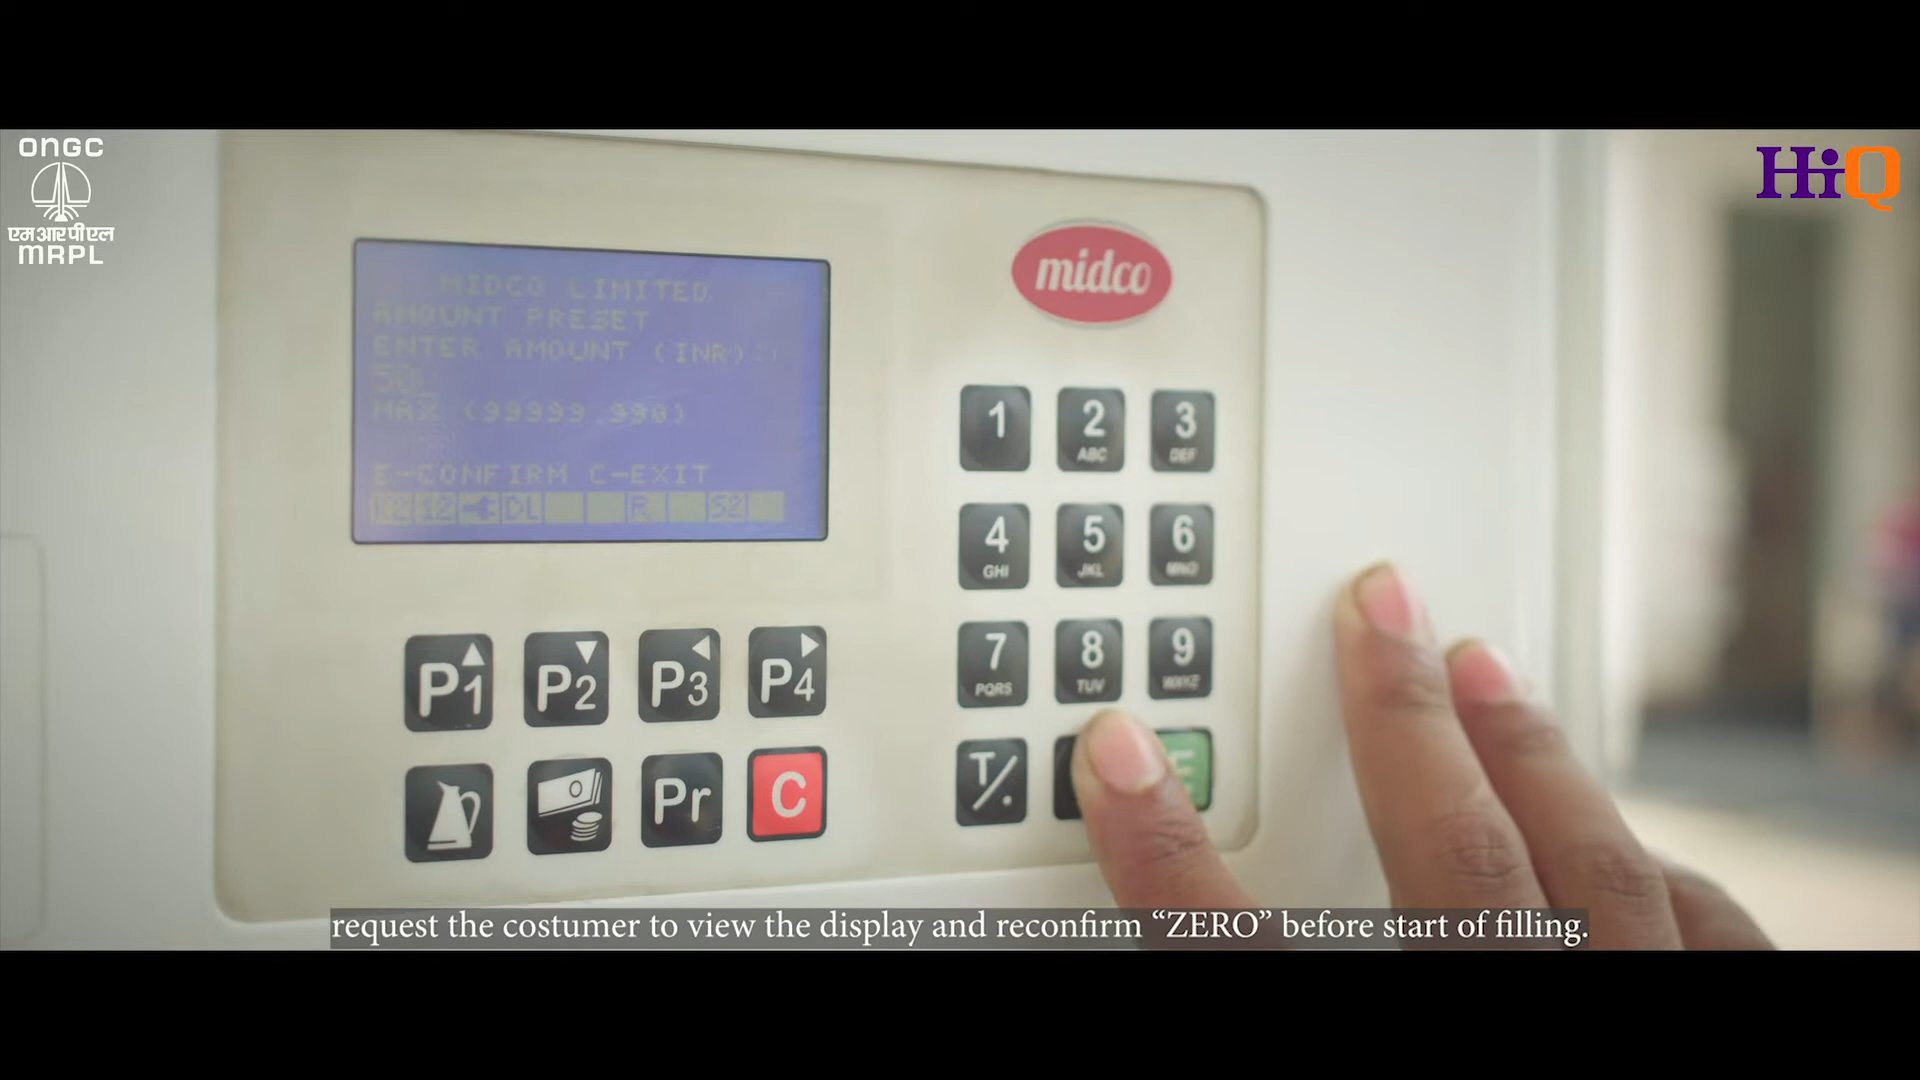 ONGC
एमआरपीएल
MRPL
HiQ
midco
MIDCO LIMITED
AMOUNT PRESET
ENTER AMOUNT (INR):
50
MAX (99999.990)
E-CONFIRM C-EXIT
DL R S2
1 2 3
ABC DEF
4 5 6
GHI JKL MNO
7 8 9
PQRS TUV WXYZ
T/.
E
P1 P2 P3 P4
Pr C
request the costumer to view the display and reconfirm “ZERO” before start of filling.